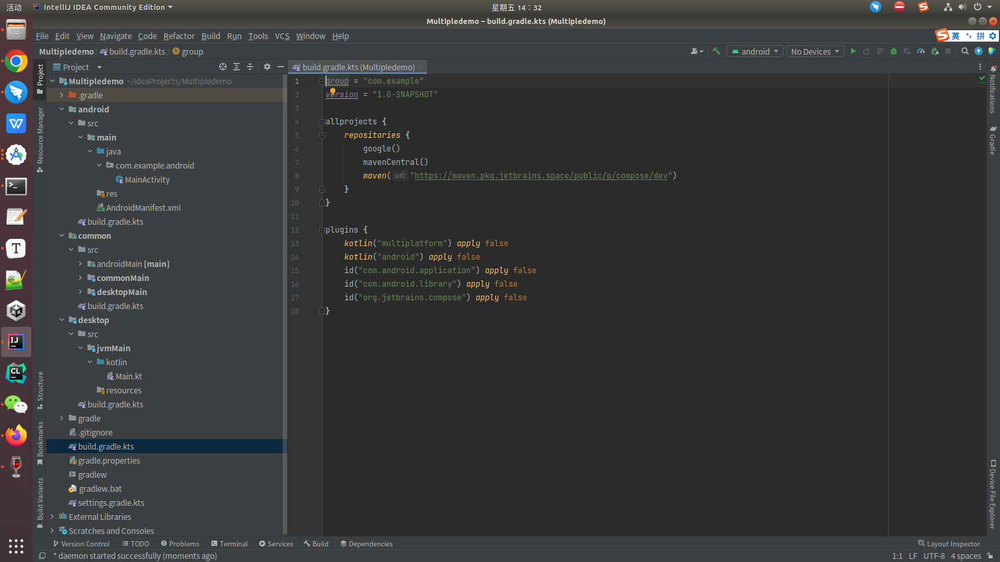 活动
IntelliJ IDEA Community Edition
星期五 14：32
Multipledemo – build.gradle.kts (Multipledemo)
File Edit View Navigate Code Refactor Build Run Tools VCS Window Help
英 拼
Multipledemo build.gradle.kts group
android
No Devices
Project
Project
build.gradle.kts (Multipledemo)
Notifications
Gradle
Device File Explorer
Resource Manager
Structure
Bookmarks
Build Variants
Multipledemo ~/IdeaProjects/Multipledemo
.gradle
android
src
main
java
com.example.android
MainActivity
res
AndroidManifest.xml
build.gradle.kts
common
src
androidMain [main]
commonMain
desktopMain
build.gradle.kts
desktop
src
jvmMain
kotlin
Main.kt
resources
build.gradle.kts
gradle
.gitignore
build.gradle.kts
gradle.properties
gradlew
gradlew.bat
settings.gradle.kts
External Libraries
Scratches and Consoles
1 group = "com.example"
2 version = "1.0-SNAPSHOT"
3
4 allprojects {
5 repositories {
6 google()
7 mavenCentral()
8 maven( url: "https://maven.pkg.jetbrains.space/public/p/compose/dev")
9 }
10 }
11
12 plugins {
13 kotlin("multiplatform") apply false
14 kotlin("android") apply false
15 id("com.android.application") apply false
16 id("com.android.library") apply false
17 id("org.jetbrains.compose") apply false
18 }
Version Control TODO Problems Terminal Services Build Dependencies
Layout Inspector
* daemon started successfully (moments ago)
1:1 LF UTF-8 4 spaces